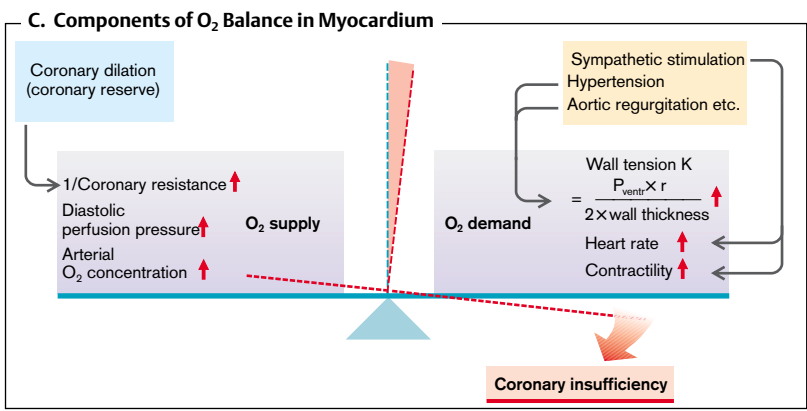 C. Components of O₂ Balance in Myocardium
Coronary dilation
(coronary reserve)
Sympathetic stimulation
Hypertension
Aortic regurgitation etc.
1/Coronary resistance
Diastolic
perfusion pressure
Arterial
O₂ concentration
O₂ supply
O₂ demand
Wall tension K
= Pventr × r
2 × wall thickness
Heart rate
Contractility
Coronary insufficiency